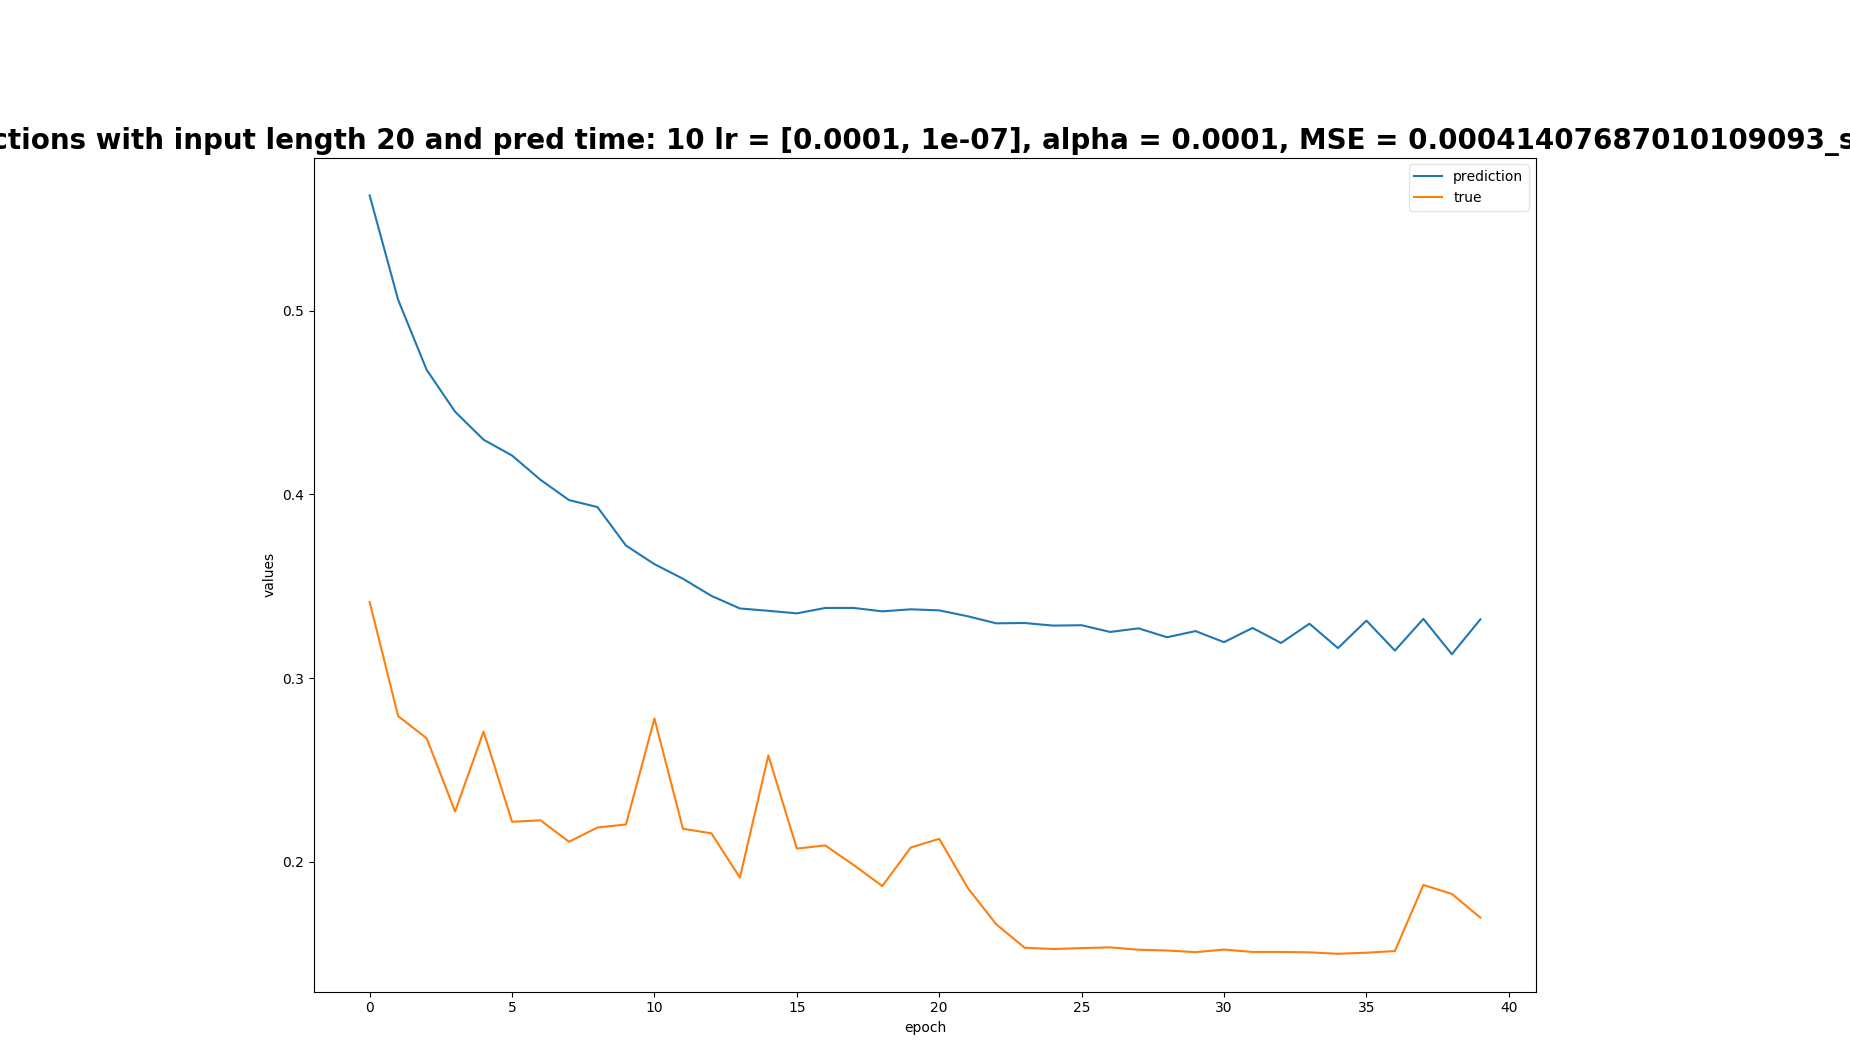 with input length 20 and pred time: 10 lr = [0.0001, 1e-07], alpha = 0.0001, MSE = 0.00041407687010109093_s
prediction
true
0.5
0.4
0.3
0.2
values
0 5 10 15 20 25 30 35 40
epoch